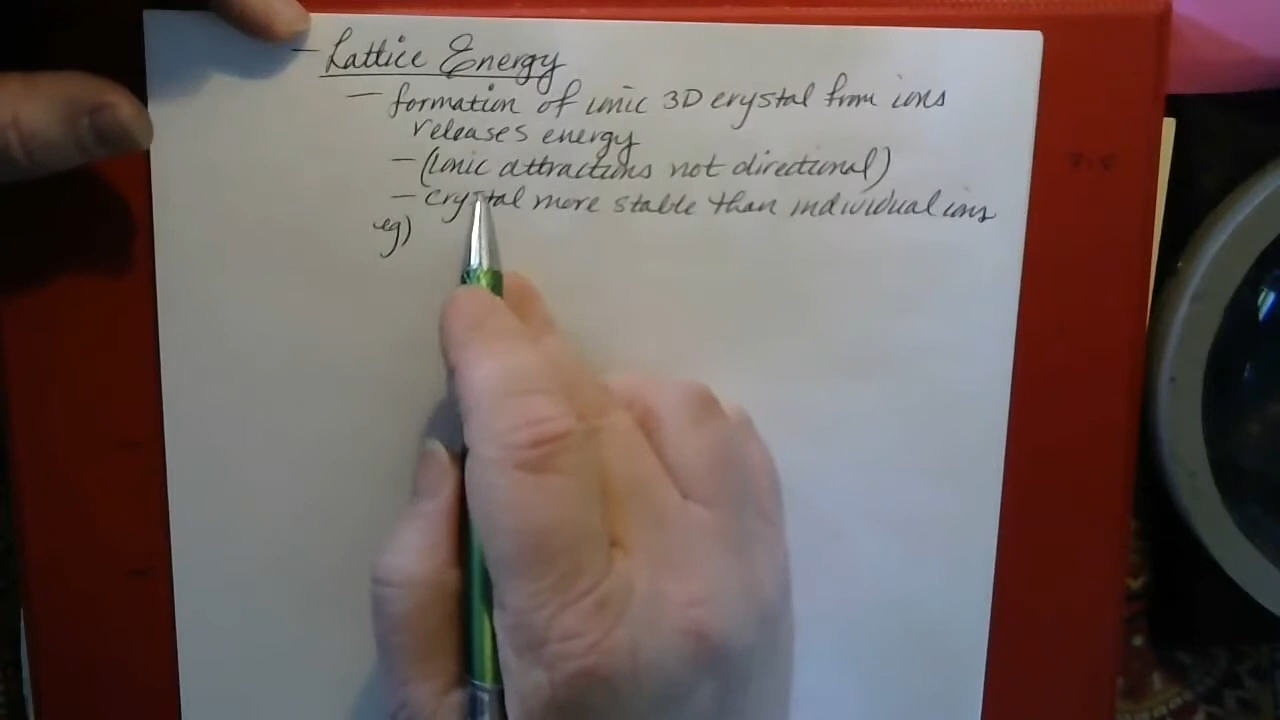 - Lattice Energy
- formation of ionic 3D crystal from ions
releases energy
- (ionic attractions not directional)
- crystal more stable than individual ions
eg)